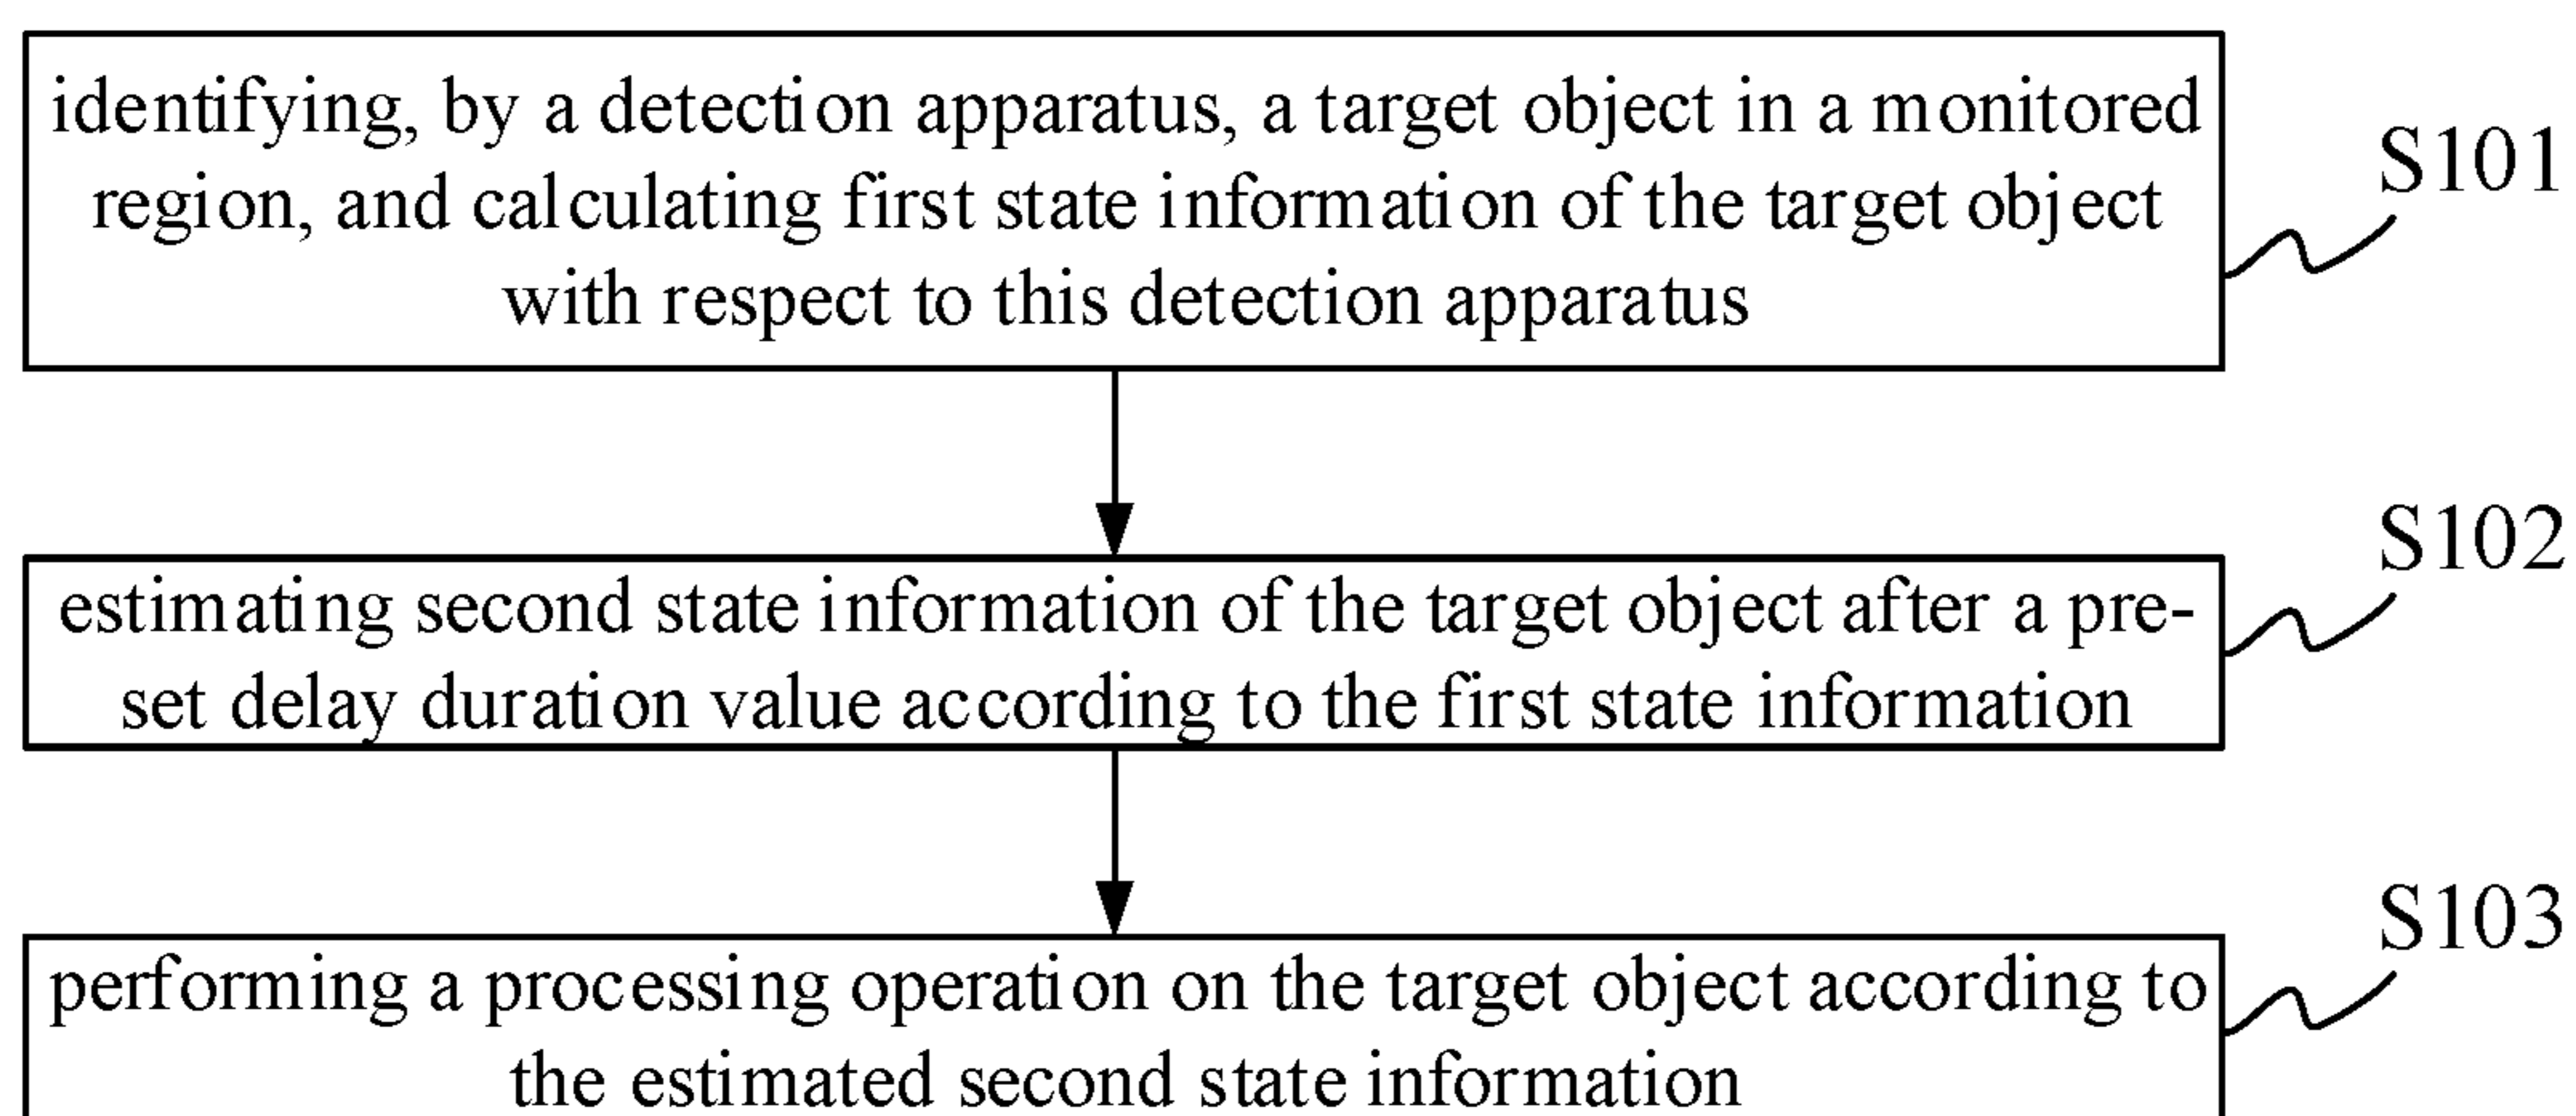 identifying, by a detection apparatus, a target object in a monitored
region, and calculating first state information of the target object
with respect to this detection apparatus
S101
estimating second state information of the target object after a pre-
set delay duration value according to the first state information
S102
performing a processing operation on the target object according to
the estimated second state information
S103